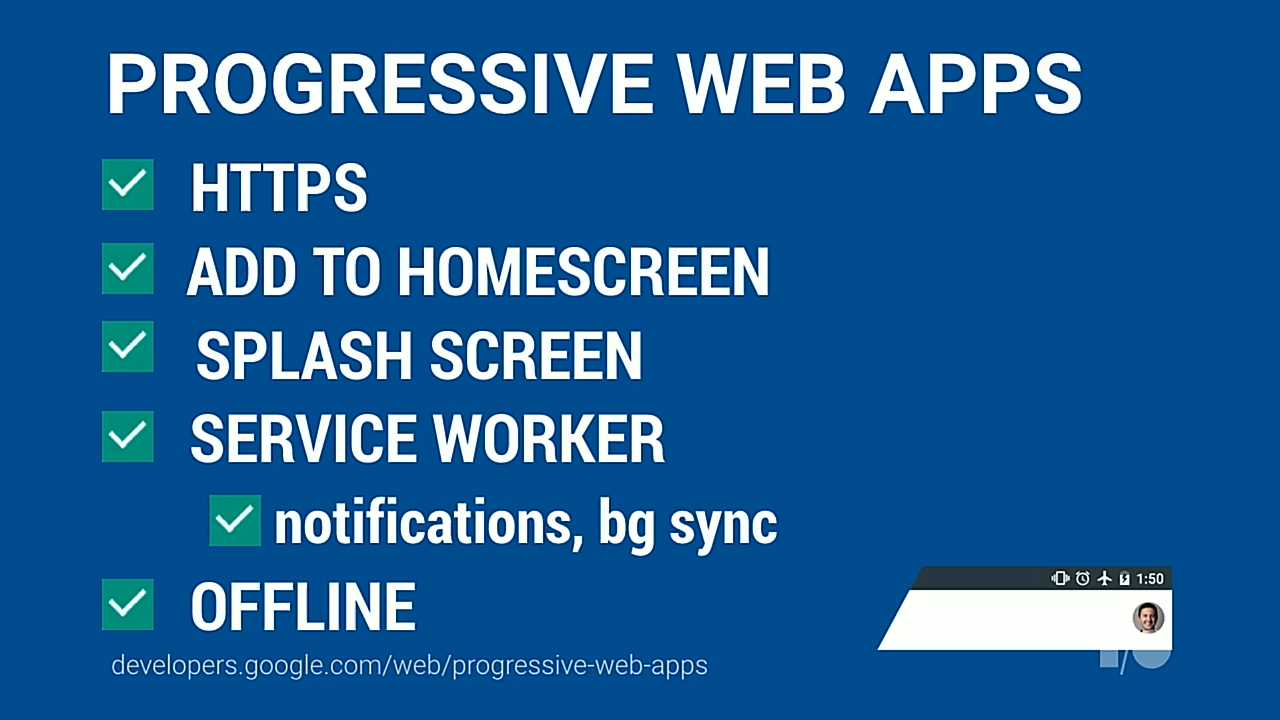 PROGRESSIVE WEB APPS
HTTPS
ADD TO HOMESCREEN
SPLASH SCREEN
SERVICE WORKER
notifications, bg sync
OFFLINE
1:50
developers.google.com/web/progressive-web-apps
I/O